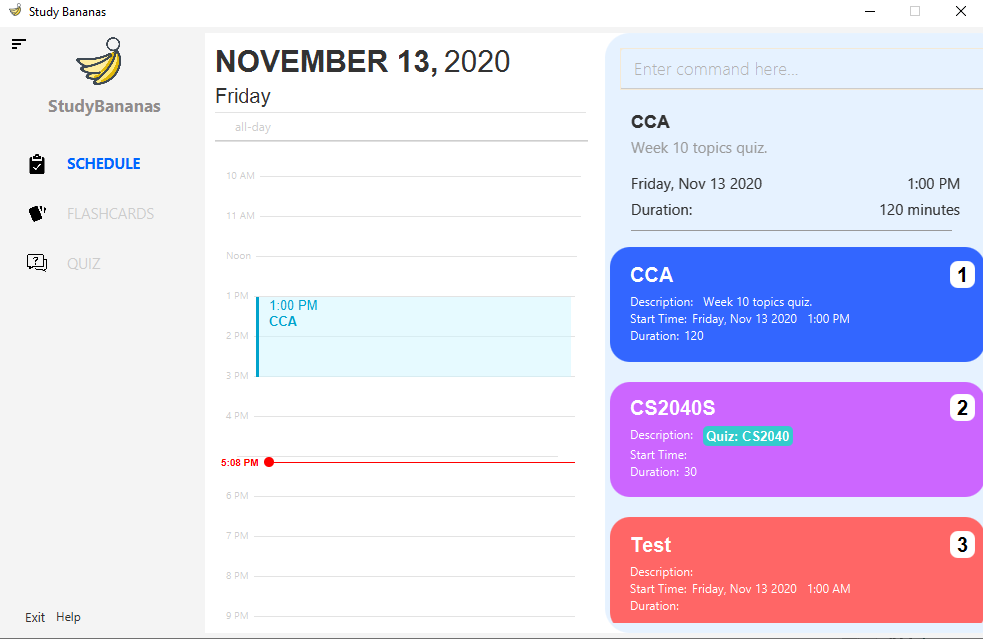 Study Bananas
StudyBananas
SCHEDULE
FLASHCARDS
QUIZ
Exit Help
NOVEMBER 13, 2020
Friday
all-day
10 AM
11 AM
Noon
1 PM
1:00 PM
CCA
2 PM
3 PM
4 PM
5:08 PM
6 PM
7 PM
8 PM
9 PM
Enter command here...
CCA
Week 10 topics quiz.
Friday, Nov 13 2020 1:00 PM
Duration: 120 minutes
CCA 1
Description: Week 10 topics quiz.
Start Time: Friday, Nov 13 2020 1:00 PM
Duration: 120
CS2040S 2
Description: Quiz: CS2040
Start Time:
Duration: 30
Test 3
Description:
Start Time: Friday, Nov 13 2020 1:00 AM
Duration: